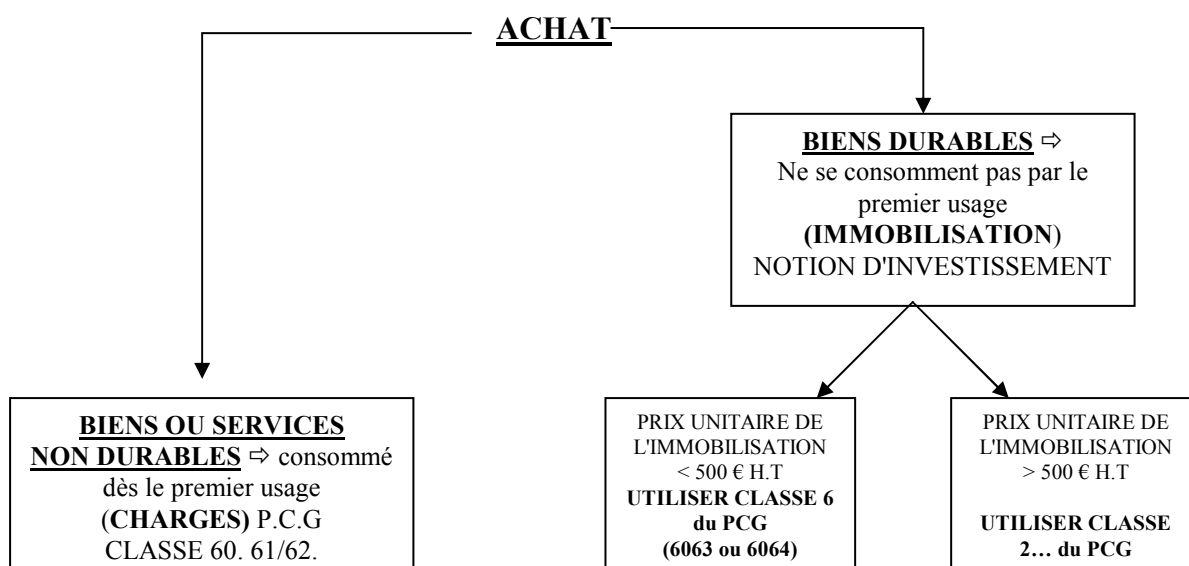 ACHAT
BIENS DURABLES ⇨
Ne se consomment pas par le
premier usage
(IMMOBILISATION)
NOTION D'INVESTISSEMENT
BIENS OU SERVICES
NON DURABLES ⇨ consommé
dès le premier usage
(CHARGES) P.C.G
CLASSE 60. 61/62.
PRIX UNITAIRE DE
L'IMMOBILISATION
< 500 € H.T
UTILISER CLASSE 6
du PCG
(6063 ou 6064)
PRIX UNITAIRE DE
L'IMMOBILISATION
> 500 € H.T
UTILISER CLASSE
2… du PCG